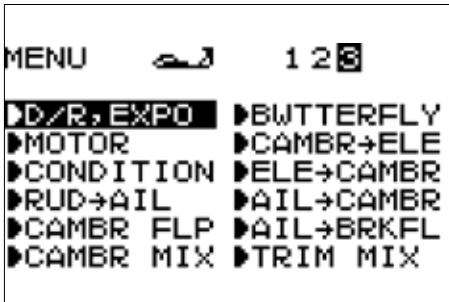 MENU 1 2 3
D/R,EXPO BWTTERFLY
MOTOR CAMBR→ELE
CONDITION ELE→CAMBR
RUD→AIL AIL→CAMBR
CAMBR FLP AIL→BRKFL
CAMBR MIX TRIM MIX